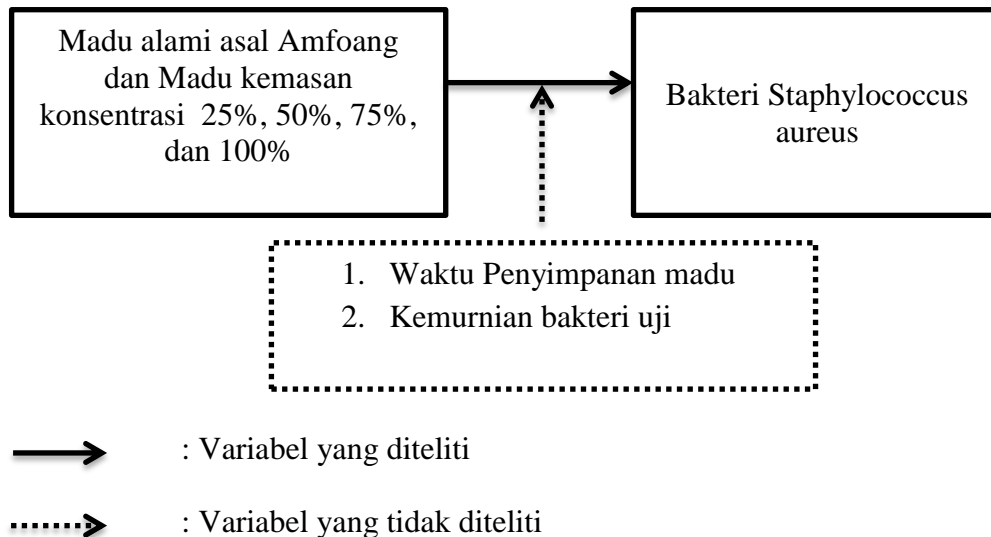 Madu alami asal Amfoang
dan Madu kemasan
konsentrasi 25%, 50%, 75%,
dan 100%
Bakteri Staphylococcus
aureus
1. Waktu Penyimpanan madu
2. Kemurnian bakteri uji
: Variabel yang diteliti
: Variabel yang tidak diteliti